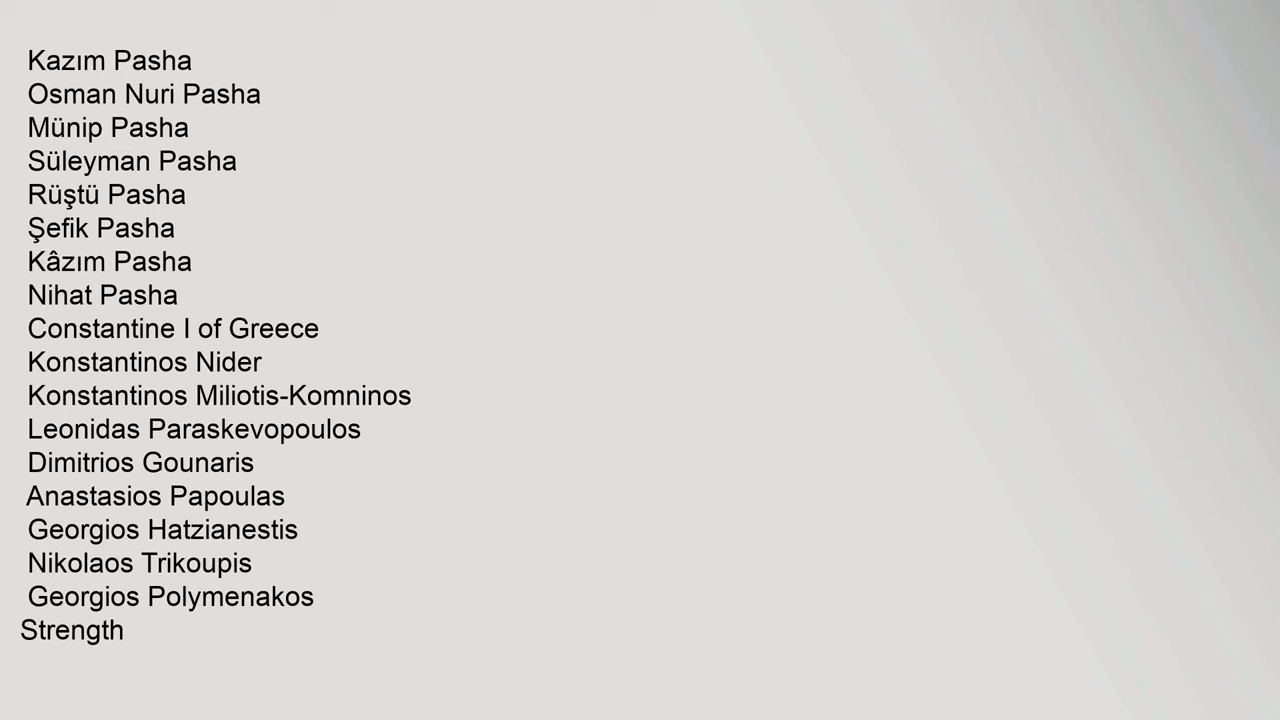 Kazım Pasha
Osman Nuri Pasha
Münip Pasha
Süleyman Pasha
Rüştü Pasha
Şefik Pasha
Kâzım Pasha
Nihat Pasha
Constantine I of Greece
Konstantinos Nider
Konstantinos Miliotis-Komninos
Leonidas Paraskevopoulos
Dimitrios Gounaris
Anastasios Papoulas
Georgios Hatzianestis
Nikolaos Trikoupis
Georgios Polymenakos
Strength